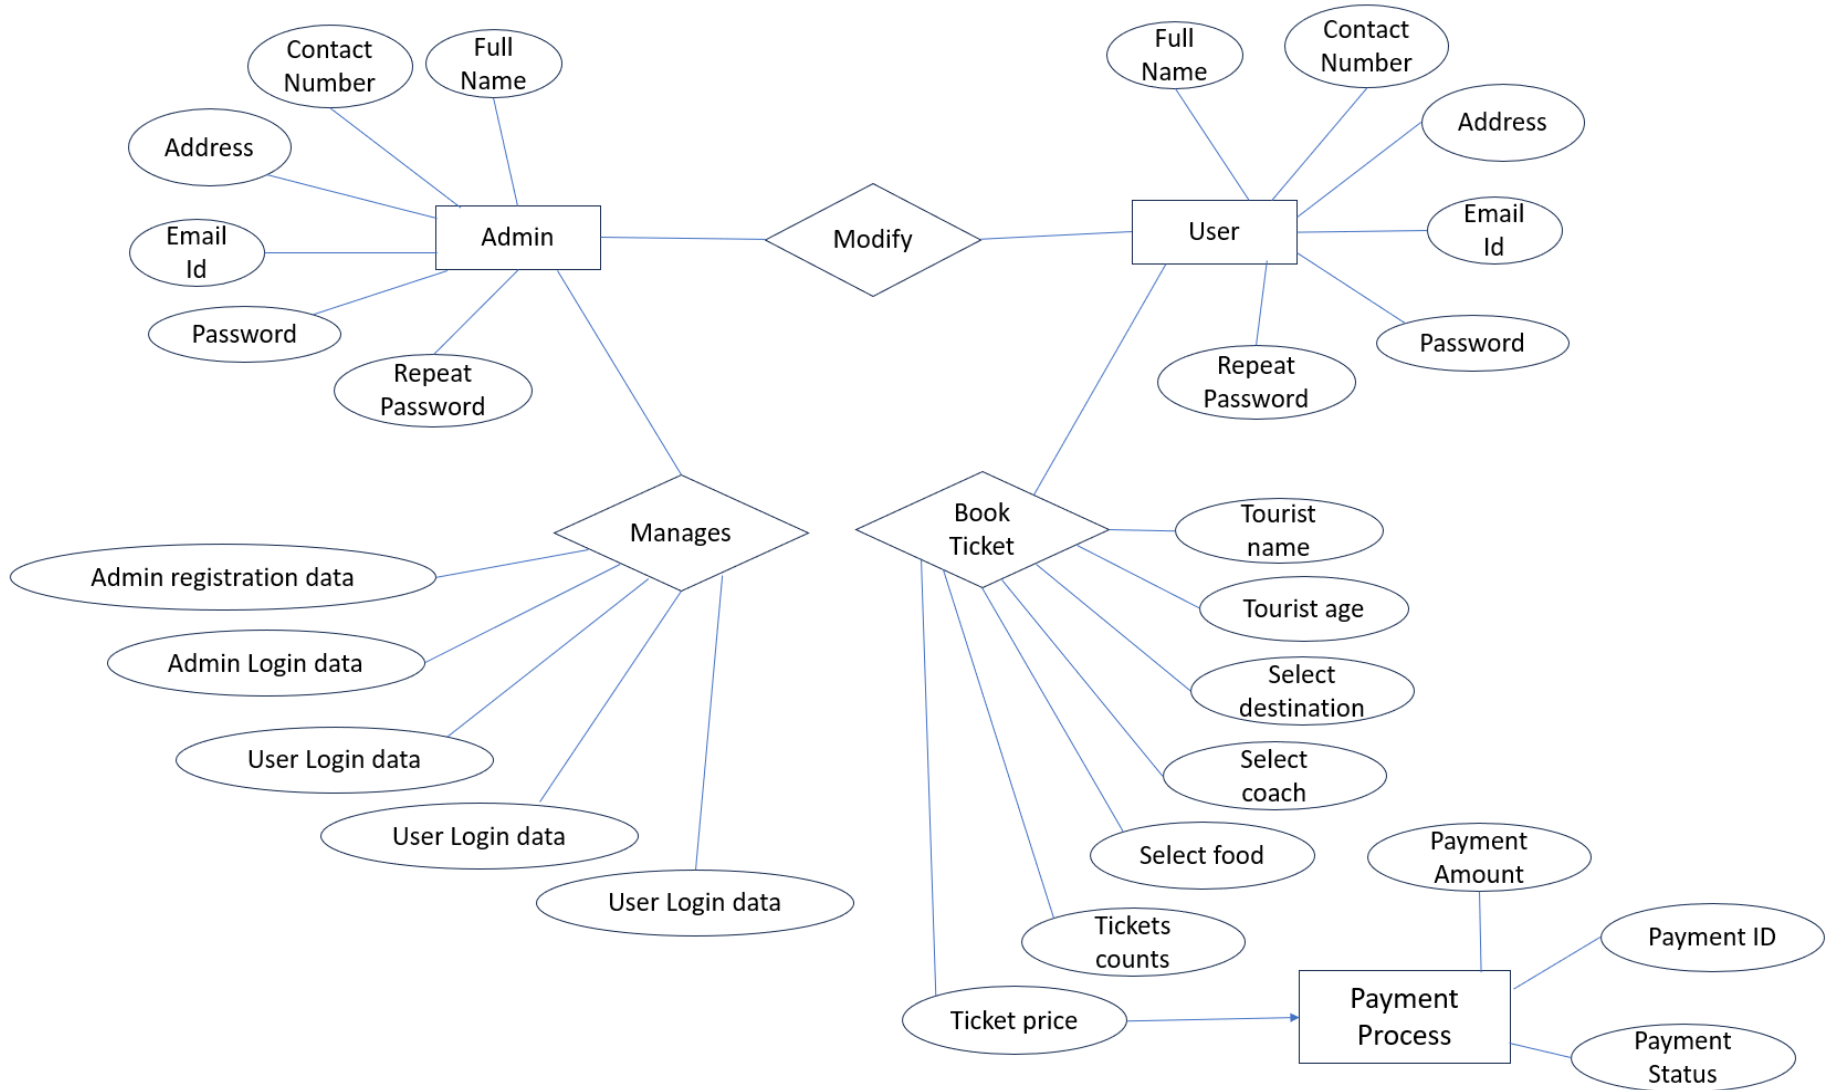 Contact
Number
Full
Name
Full
Name
Contact
Number
Address
Address
Email
Id
Admin
Modify
User
Email
Id
Password
Repeat
Password
Repeat
Password
Password
Manages
Book
Ticket
Tourist
name
Admin registration data
Tourist age
Admin Login data
Select
destination
User Login data
Select
coach
User Login data
Select food
Payment
Amount
User Login data
Tickets
counts
Payment ID
Ticket price
Payment
Process
Payment
Status